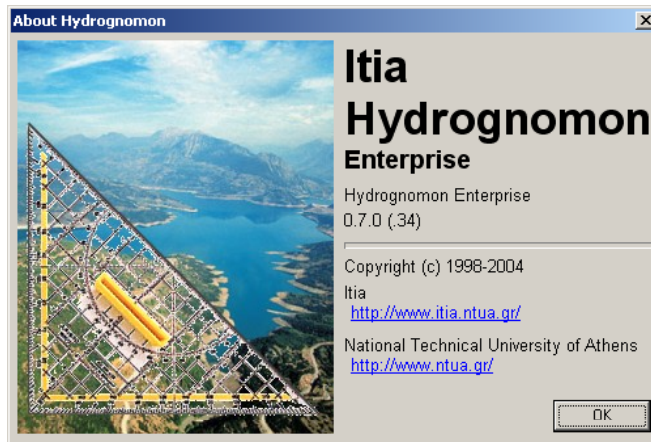 About Hydrognomon
Itia
Hydrognomon
Enterprise
Hydrognomon Enterprise
0.7.0 (.34)
Copyright (c) 1998-2004
Itia
http://www.itia.ntua.gr/
National Technical University of Athens
http://www.ntua.gr/
OK